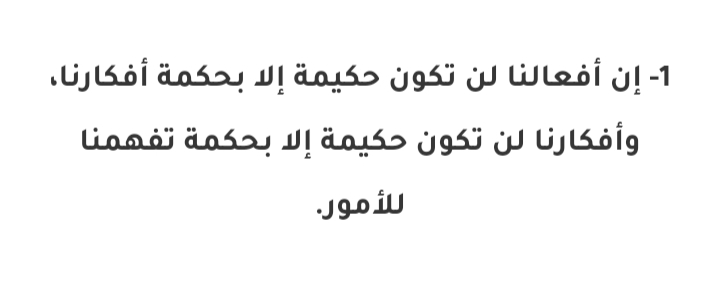 1- إن أفعالنا لن تكون حكيمة إلا بحكمة أفكارنا،
وأفكارنا لن تكون حكيمة إلا بحكمة تفهمنا
للأمور.